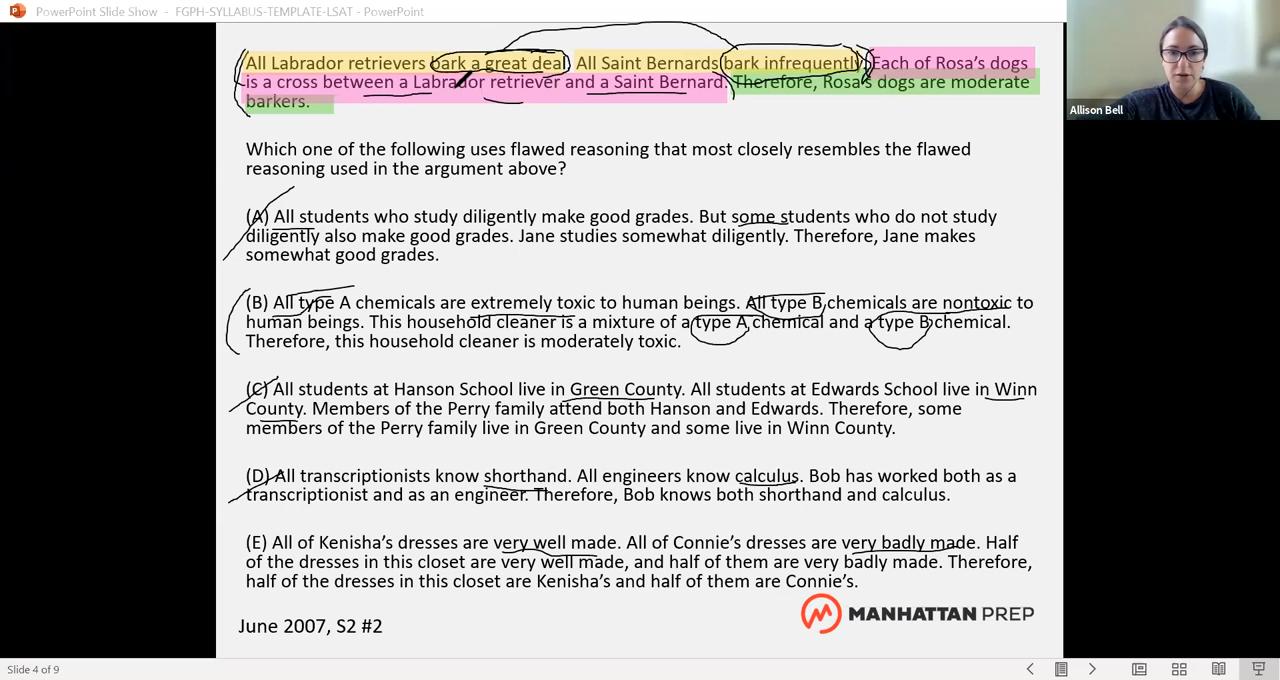 PowerPoint Slide Show - FGPH-SYLLABUS-TEMPLATE-LSAT - PowerPoint
All Labrador retrievers bark a great deal. All Saint Bernards bark infrequently. Each of Rosa's dogs
is a cross between a Labrador retriever and a Saint Bernard. Therefore, Rosa's dogs are moderate
barkers.
Allison Bell
Which one of the following uses flawed reasoning that most closely resembles the flawed
reasoning used in the argument above?
(A) All students who study diligently make good grades. But some students who do not study
diligently also make good grades. Jane studies somewhat diligently. Therefore, Jane makes
somewhat good grades.
(B) All type A chemicals are extremely toxic to human beings. All type B chemicals are nontoxic to
human beings. This household cleaner is a mixture of a type A chemical and a type B chemical.
Therefore, this household cleaner is moderately toxic.
(C) All students at Hanson School live in Green County. All students at Edwards School live in Winn
County. Members of the Perry family attend both Hanson and Edwards. Therefore, some
members of the Perry family live in Green County and some live in Winn County.
(D) All transcriptionists know shorthand. All engineers know calculus. Bob has worked both as a
transcriptionist and as an engineer. Therefore, Bob knows both shorthand and calculus.
(E) All of Kenisha's dresses are very well made. All of Connie's dresses are very badly made. Half
of the dresses in this closet are very well made, and half of them are very badly made. Therefore,
half of the dresses in this closet are Kenisha's and half of them are Connie's.
MANHATTAN PREP
June 2007, S2 #2
Slide 4 of 9